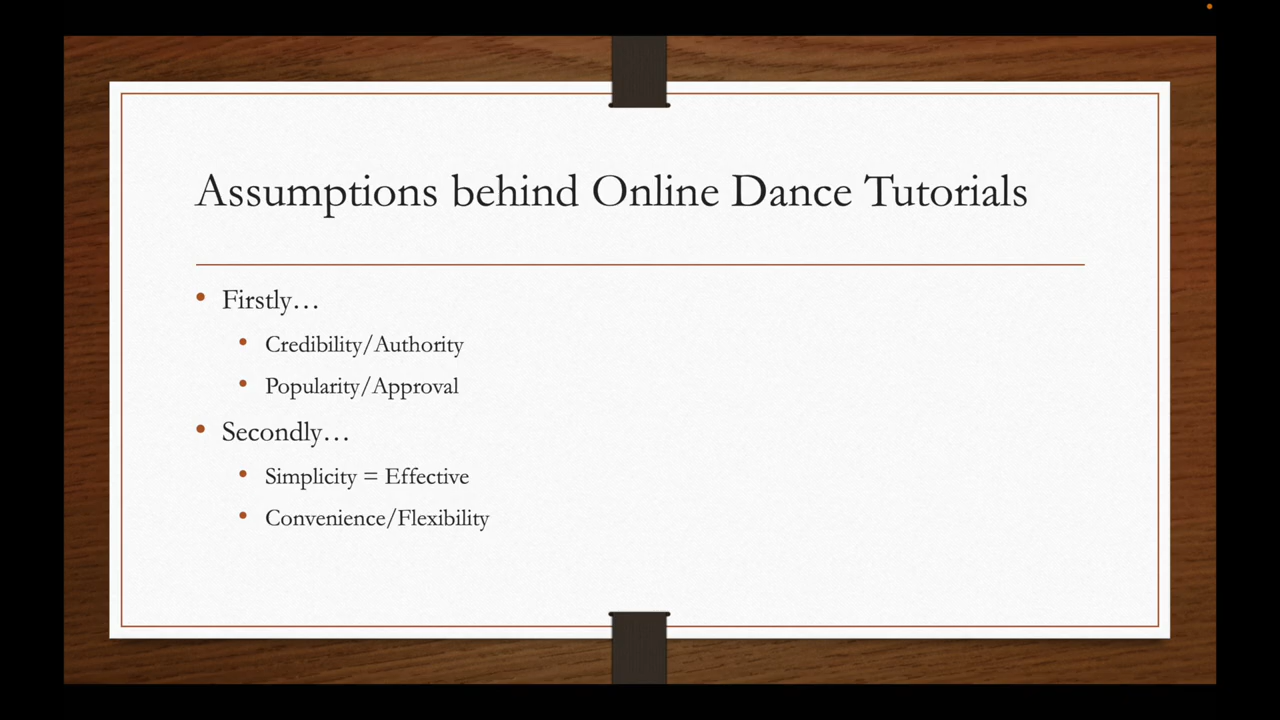 Assumptions behind Online Dance Tutorials
• Firstly…
• Credibility/Authority
• Popularity/Approval
• Secondly…
• Simplicity = Effective
• Convenience/Flexibility